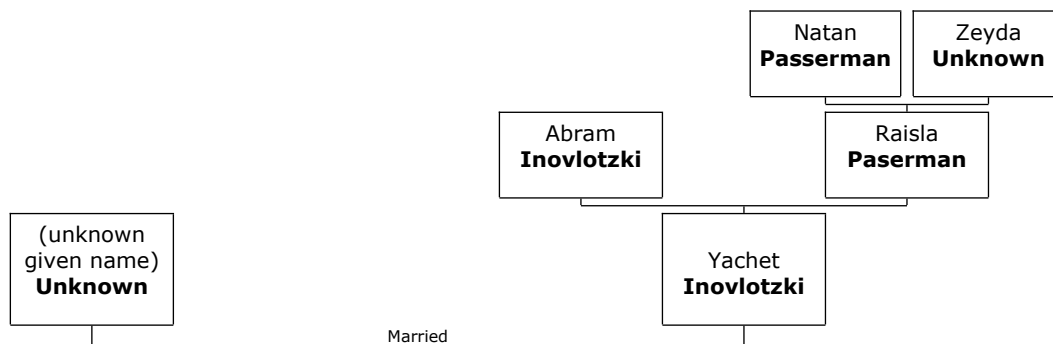 Natan
Passerman
Zeyda
Unknown
Abram
Inovlotzki
Raisla
Paserman
(unknown
given name)
Unknown
Yachet
Inovlotzki
Married